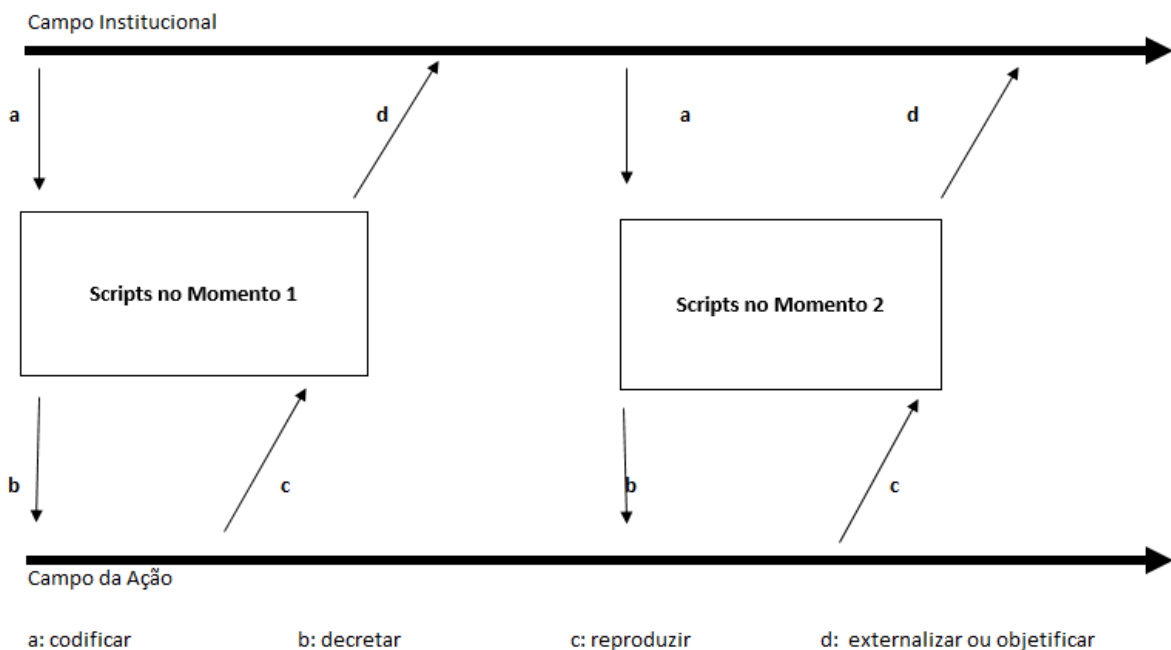 Campo Institucional
a
d
a
d
Scripts no Momento 1
Scripts no Momento 2
b
c
b
c
Campo da Ação
a: codificar b: decretar c: reproduzir d: externalizar ou objetificar